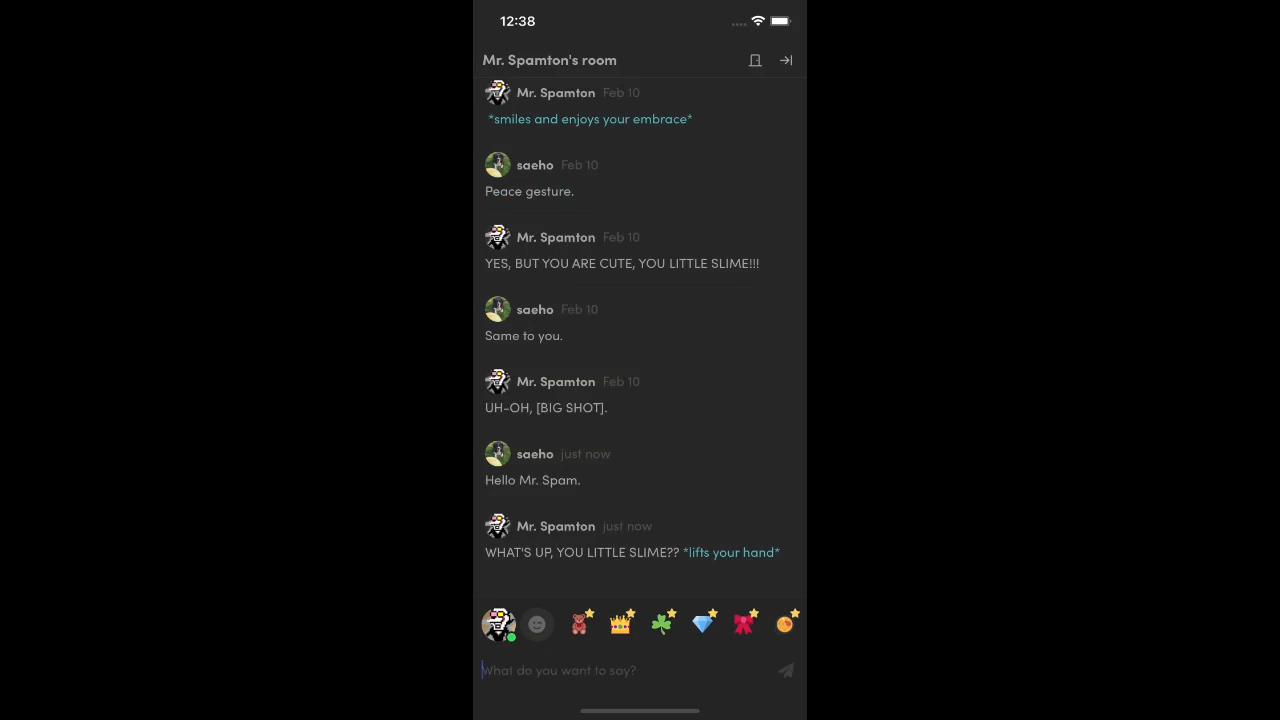 12:38
Mr. Spamton's room
Mr. Spamton Feb 10
*smiles and enjoys your embrace*
saeho Feb 10
Peace gesture.
Mr. Spamton Feb 10
YES, BUT YOU ARE CUTE, YOU LITTLE SLIME!!!
saeho Feb 10
Same to you.
Mr. Spamton Feb 10
UH-OH, [BIG SHOT].
saeho just now
Hello Mr. Spam.
Mr. Spamton just now
WHAT'S UP, YOU LITTLE SLIME?? *lifts your hand*
What do you want to say?